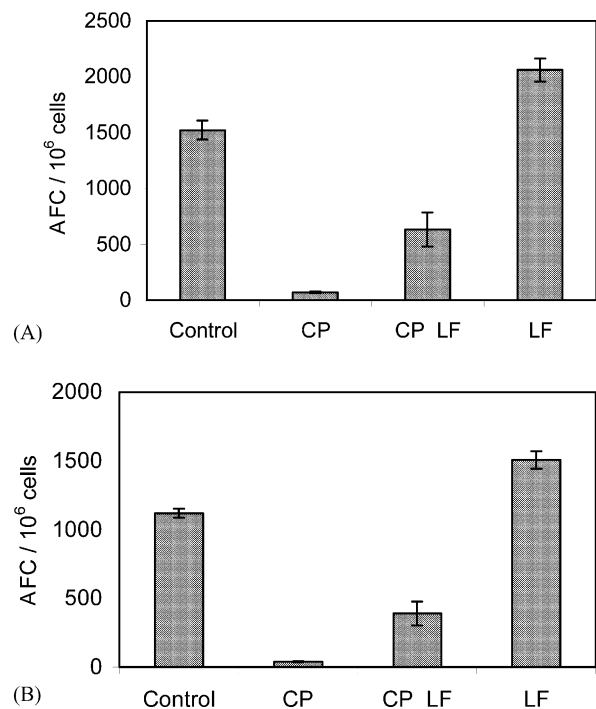 2500
2000
1500
1000
500
0
AFC / 10⁶ cells
Control CP CP LF LF
(A)
2000
1500
1000
500
0
AFC / 10⁶ cells
Control CP CP LF LF
(B)